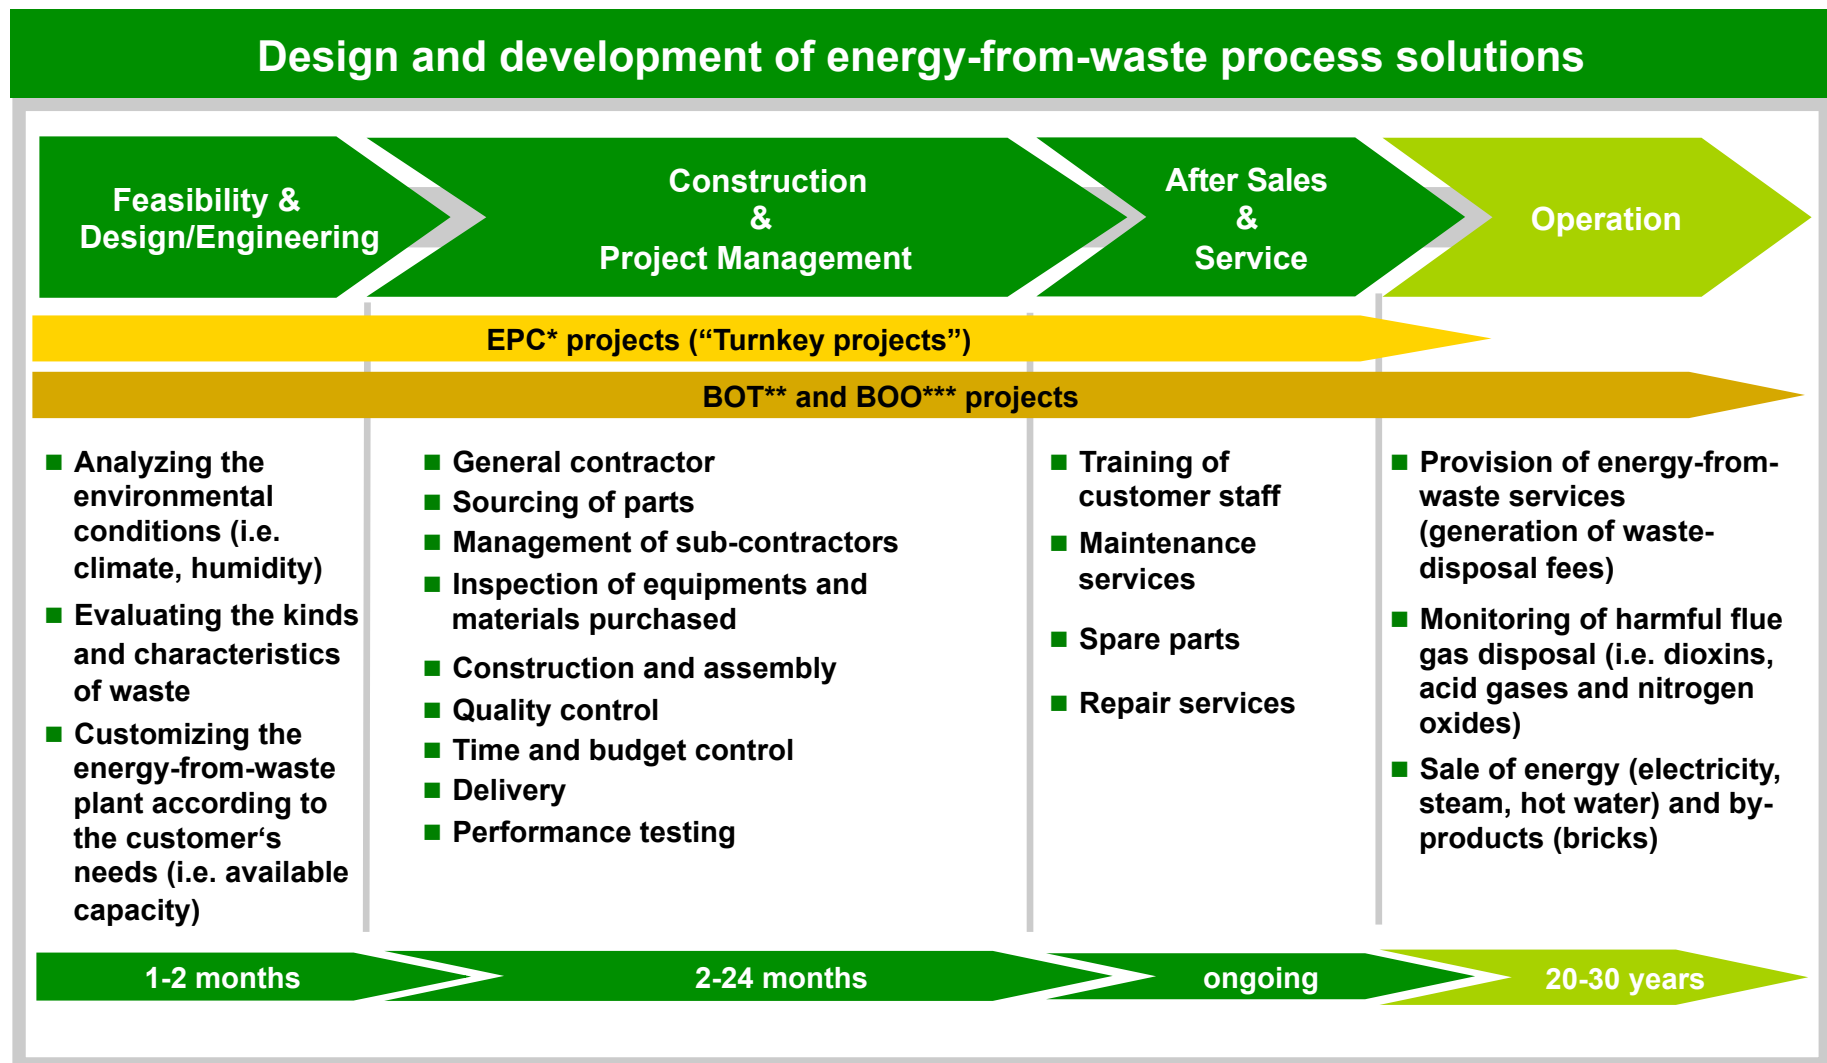 Design and development of energy-from-waste process solutions
Feasibility &
Design/Engineering
Construction
&
Project Management
After Sales
&
Service
Operation
EPC* projects (“Turnkey projects”)
BOT** and BOO*** projects
Analyzing the
environmental
conditions (i.e.
climate, humidity)
Evaluating the kinds
and characteristics
of waste
Customizing the
energy-from-waste
plant according to
the customer‘s
needs (i.e. available
capacity)
General contractor
Sourcing of parts
Management of sub-contractors
Inspection of equipments and
materials purchased
Construction and assembly
Quality control
Time and budget control
Delivery
Performance testing
Training of
customer staff
Maintenance
services
Spare parts
Repair services
Provision of energy-from-
waste services
(generation of waste-
disposal fees)
Monitoring of harmful flue
gas disposal (i.e. dioxins,
acid gases and nitrogen
oxides)
Sale of energy (electricity,
steam, hot water) and by-
products (bricks)
1-2 months
2-24 months
ongoing
20-30 years